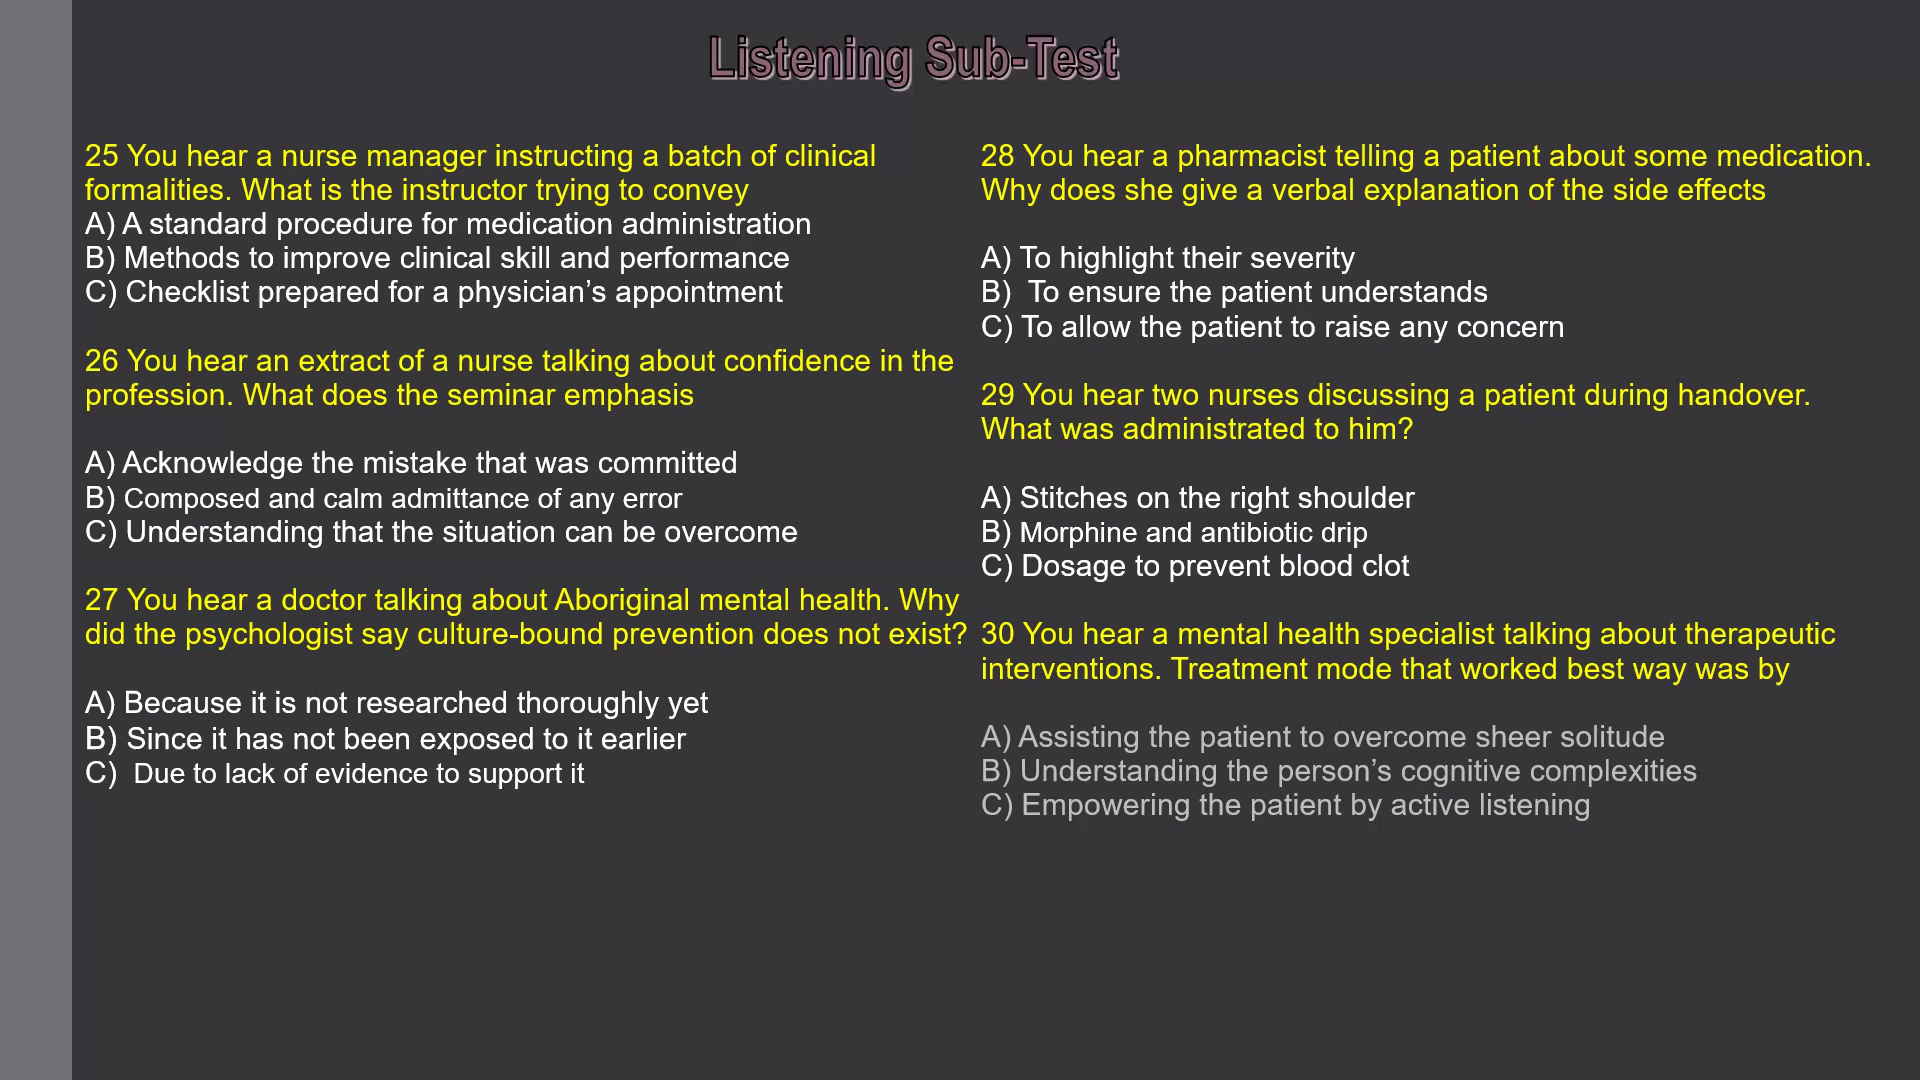 Listening Sub-Test
25 You hear a nurse manager instructing a batch of clinical
formalities. What is the instructor trying to convey
A) A standard procedure for medication administration
B) Methods to improve clinical skill and performance
C) Checklist prepared for a physician’s appointment
26 You hear an extract of a nurse talking about confidence in the
profession. What does the seminar emphasis
A) Acknowledge the mistake that was committed
B) Composed and calm admittance of any error
C) Understanding that the situation can be overcome
27 You hear a doctor talking about Aboriginal mental health. Why
did the psychologist say culture-bound prevention does not exist?
A) Because it is not researched thoroughly yet
B) Since it has not been exposed to it earlier
C) Due to lack of evidence to support it
28 You hear a pharmacist telling a patient about some medication.
Why does she give a verbal explanation of the side effects
A) To highlight their severity
B) To ensure the patient understands
C) To allow the patient to raise any concern
29 You hear two nurses discussing a patient during handover.
What was administrated to him?
A) Stitches on the right shoulder
B) Morphine and antibiotic drip
C) Dosage to prevent blood clot
30 You hear a mental health specialist talking about therapeutic
interventions. Treatment mode that worked best way was by
A) Assisting the patient to overcome sheer solitude
B) Understanding the person’s cognitive complexities
C) Empowering the patient by active listening